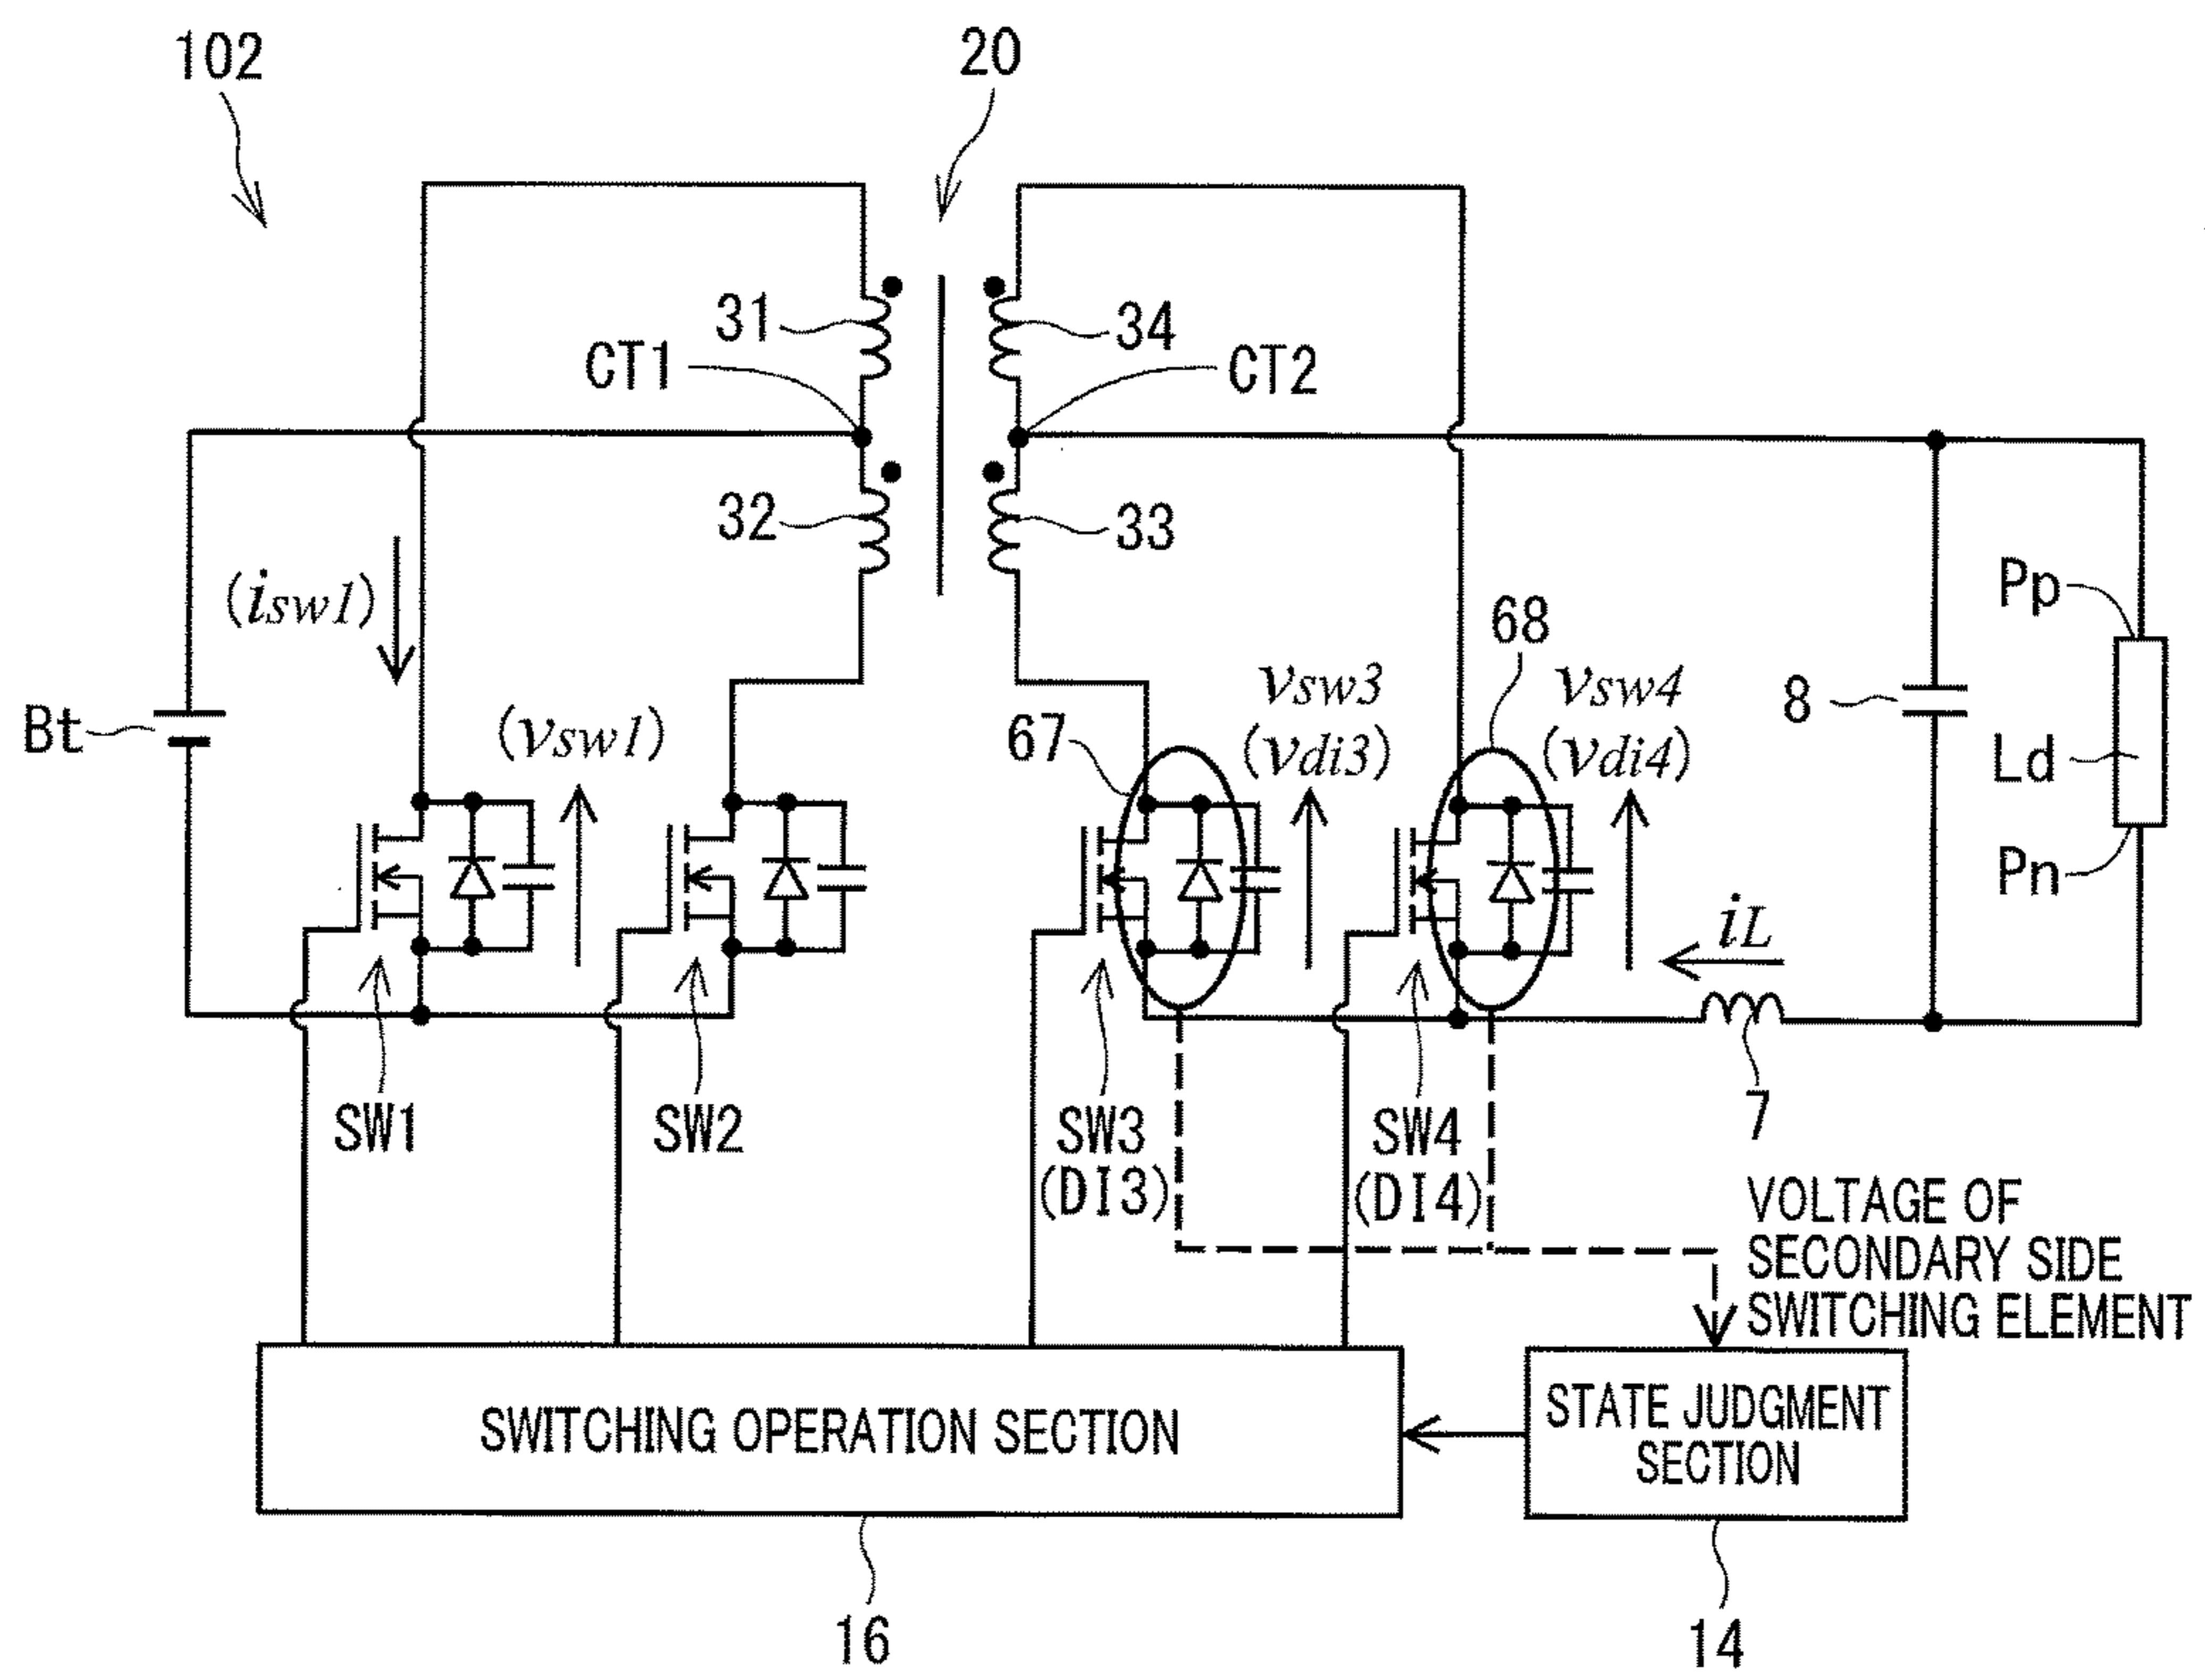 102
20
31
34
CT1
CT2
32
33
(isw1)
Pp
68
vsw3
vsw4
8
Bt
(vsw1)
67
(vdi3)
(vdi4)
Ld
Pn
iL
SW1
SW2
SW3
(DI3)
SW4
(DI4)
7
VOLTAGE OF
SECONDARY SIDE
SWITCHING ELEMENT
SWITCHING OPERATION SECTION
STATE JUDGMENT
SECTION
16
14